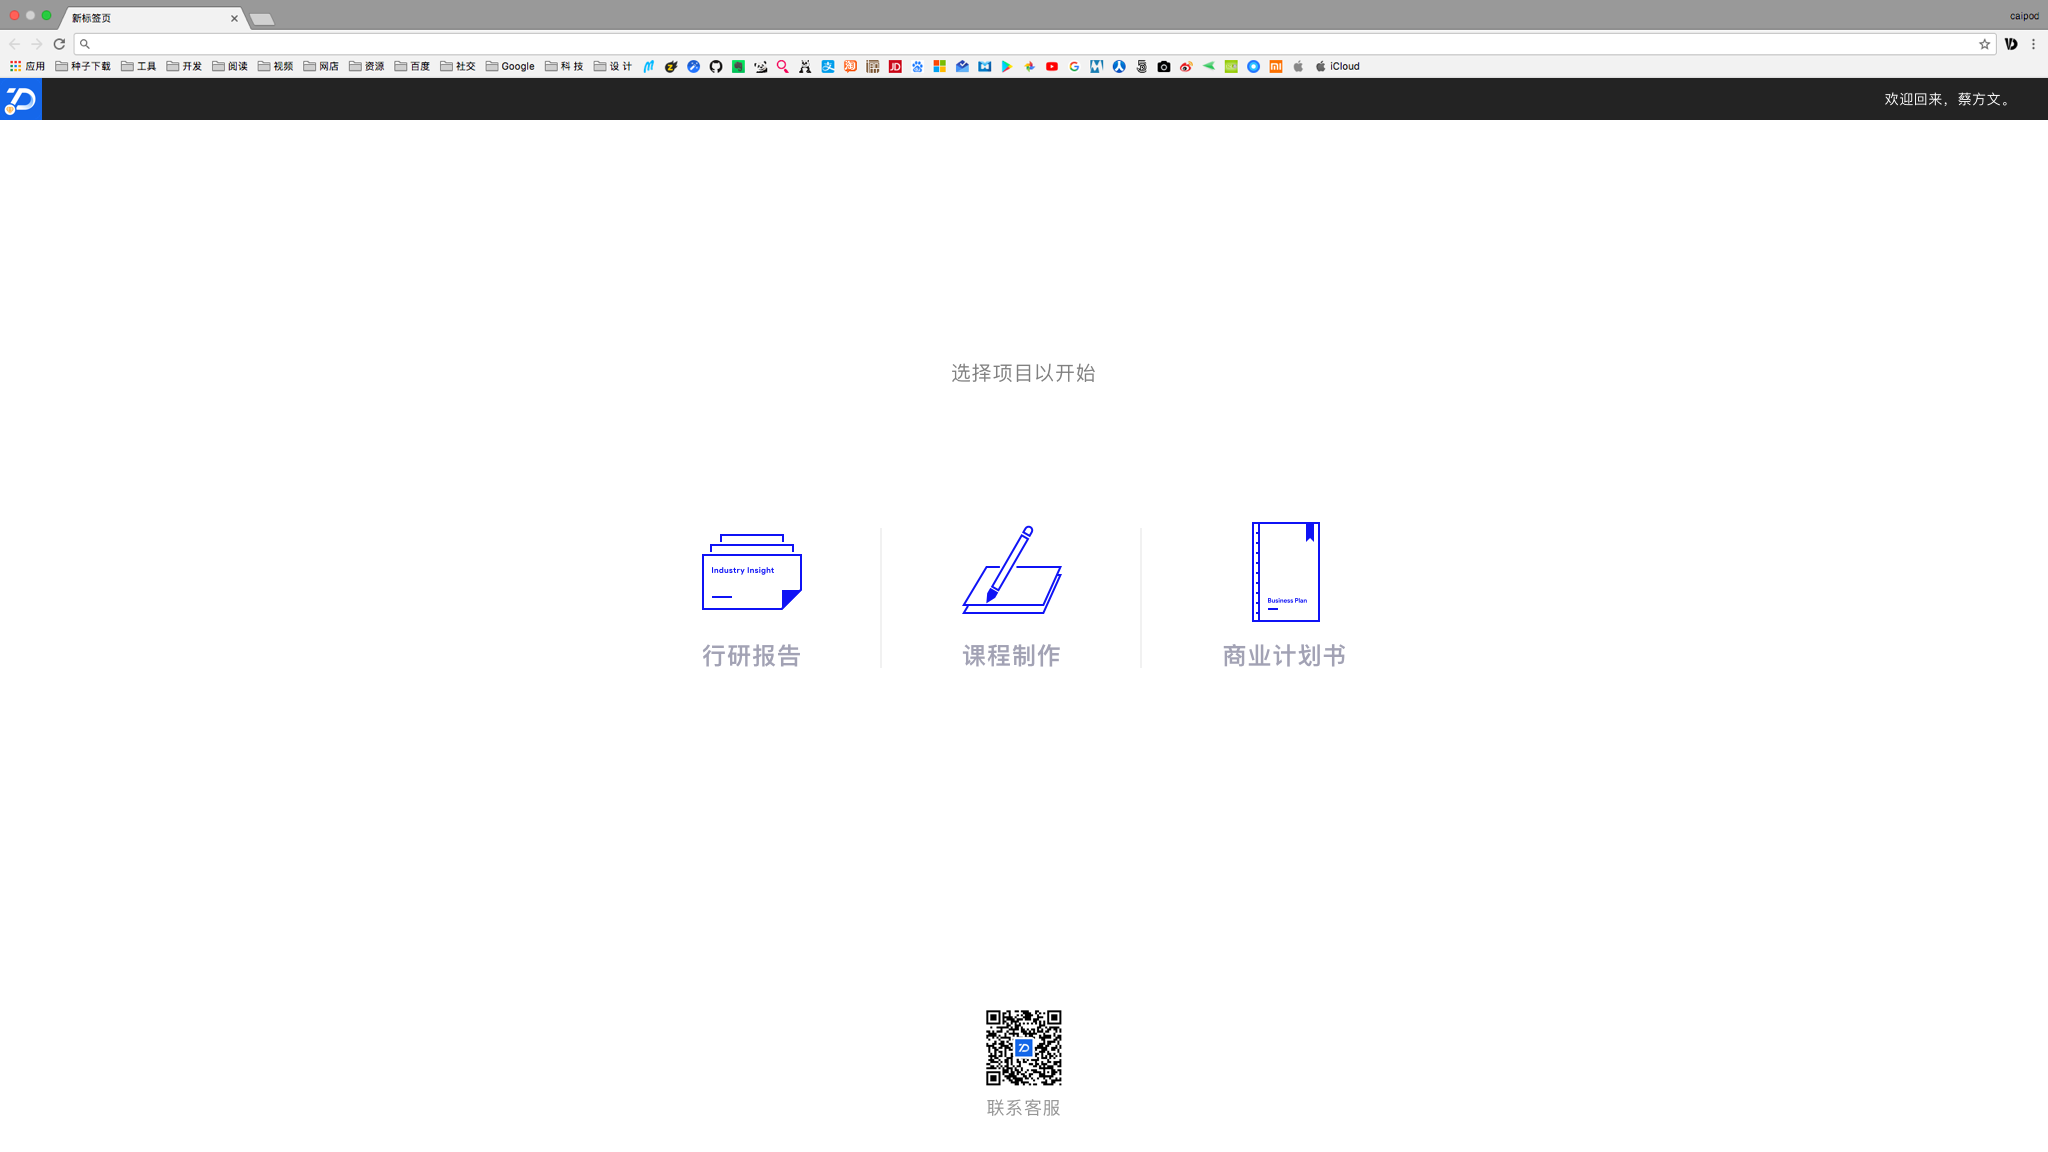 新标签页
caipod
应用 种子下载 工具 开发 阅读 视频 网店 资源 百度 社交 Google 科 技 设 计 iCloud
欢迎回来，蔡方文。
选择项目以开始
Industry Insight
Business Plan
行研报告
课程制作
商业计划书
联系客服